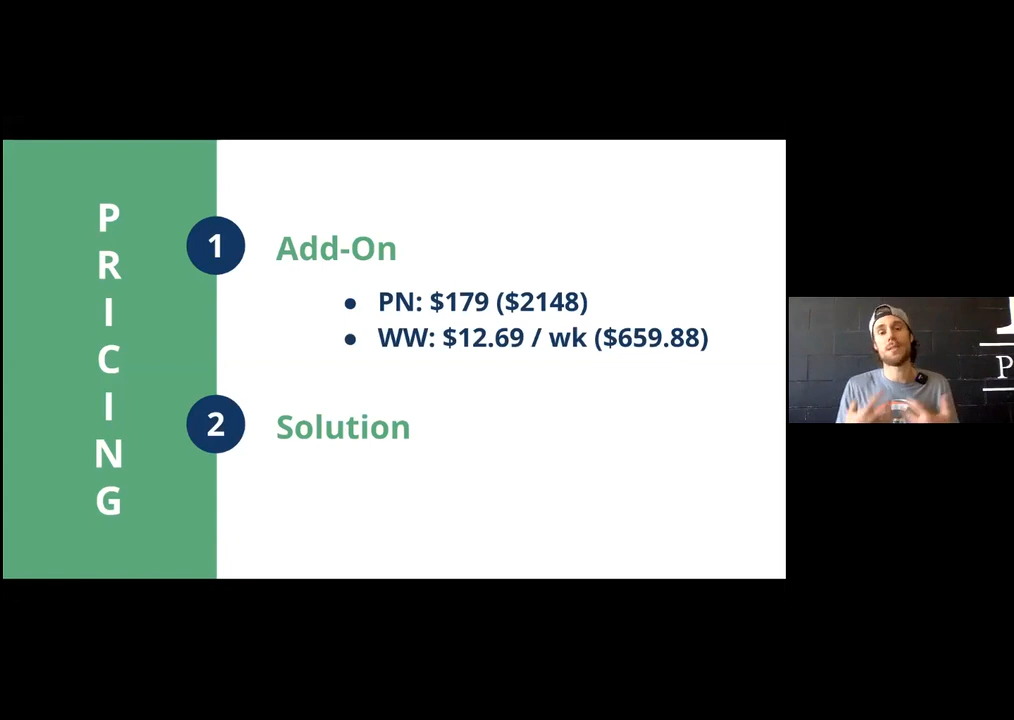 PRICING
1
Add-On
● PN: $179 ($2148)
● WW: $12.69 / wk ($659.88)
2
Solution
P